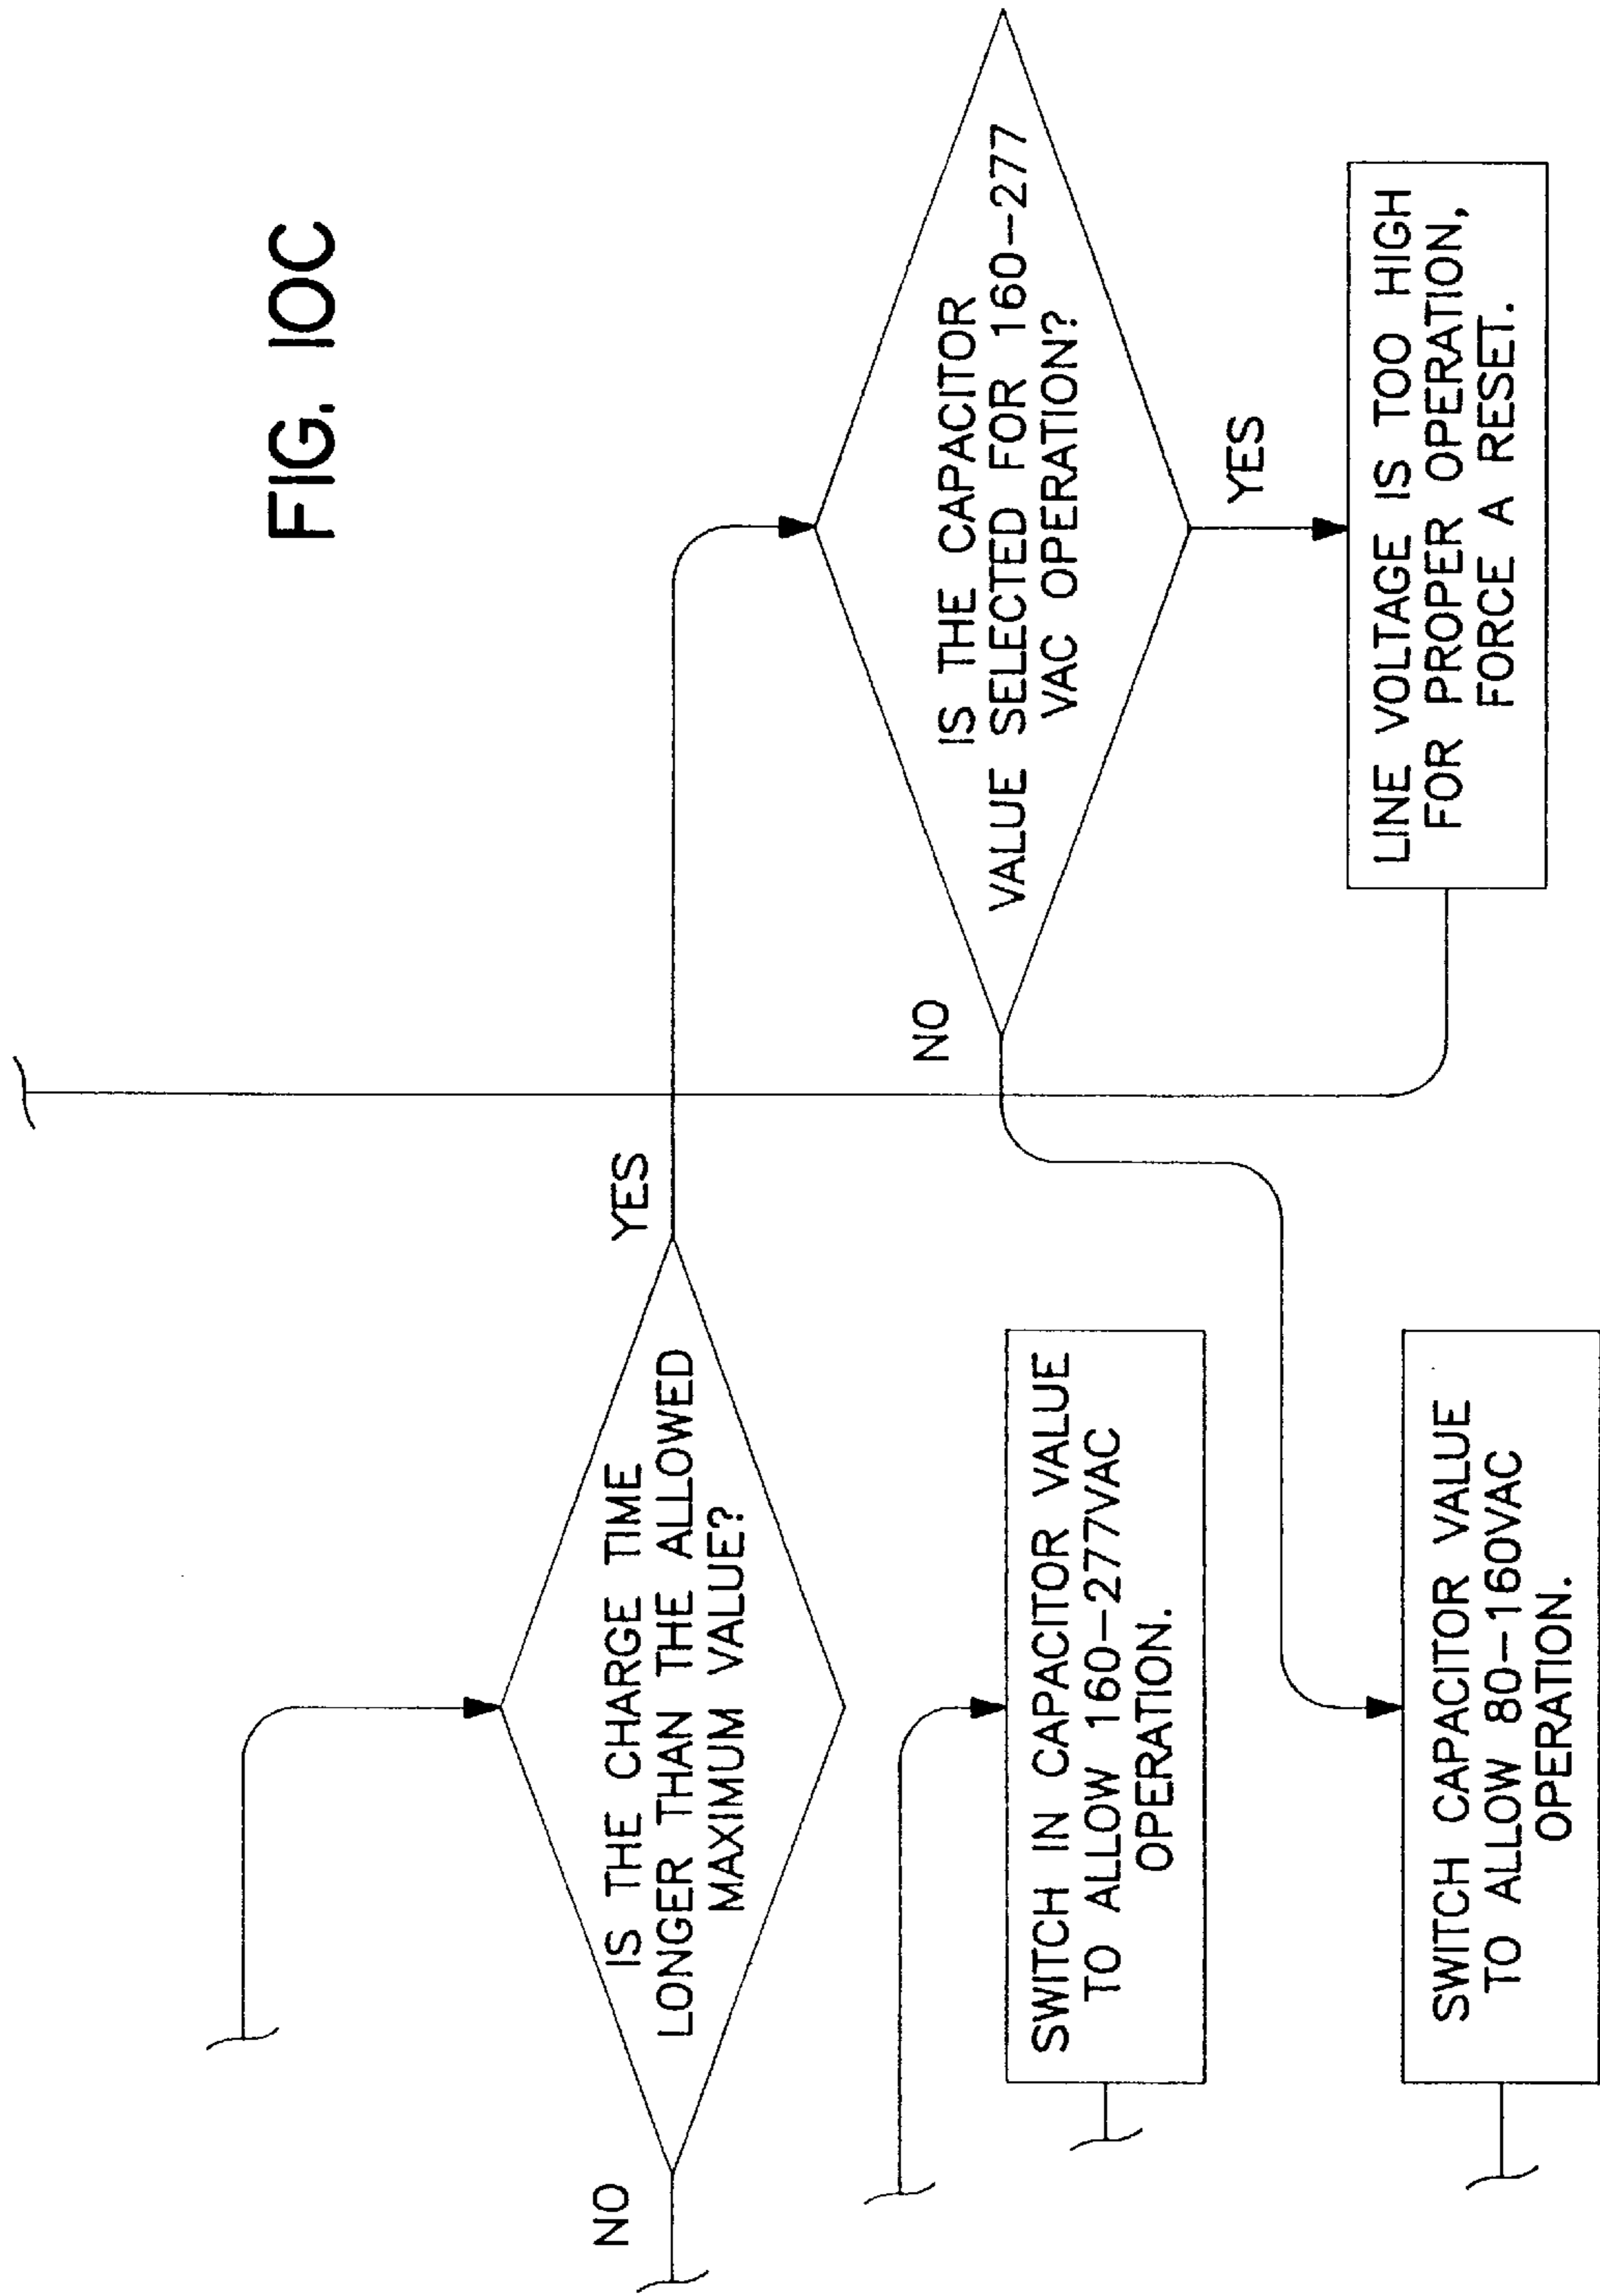 FIG. 10C
IS THE CHARGE TIME
LONGER THAN THE ALLOWED
MAXIMUM VALUE?
YES
NO
IS THE CAPACITOR
VALUE SELECTED FOR 160-277
VAC OPERATION?
NO
YES
SWITCH IN CAPACITOR VALUE
TO ALLOW 160-277VAC
OPERATION.
LINE VOLTAGE IS TOO HIGH
FOR PROPER OPERATION,
FORCE A RESET.
SWITCH CAPACITOR VALUE
TO ALLOW 80-160VAC
OPERATION.